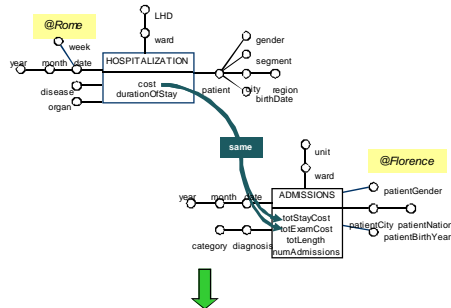 @Rome
LHD
week
ward
gender
year month date
HOSPITALIZATION
segment
cost
durationOfStay
patient
city
region
birthDate
disease
organ
same
unit
@Florence
ward
patientGender
year month date
ADMISSIONS
totStayCost
totExamCost
totLength
numAdmissions
patientCity patientNation
patientBirthYear
category diagnosis